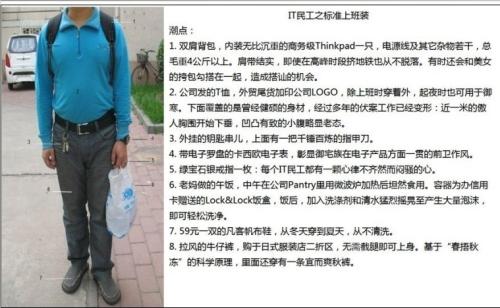 IT民工之标准上班装
潮点：
1. 双肩背包，内装无比沉重的商务级Thinkpad一只，电源线及其它杂物若干，总
毛重4公斤以上。肩带结实，即使在高峰时段挤地铁也从不脱落。有时还会和美女
的挎包勾搭在一起，造成搭讪的机会。
2. 公司发的T恤，外贸尾货加印公司LOGO，除上班时穿着外，起夜时也可用于御
寒。下面覆盖的是曾经健硕的身材，经过多年的伏案工作已经变形：近一米的傲
人胸围开始下垂，凹凸有致的小腹略显老态。
3. 外挂的钥匙串儿，上面有一把千锤百炼的指甲刀。
4. 带电子罗盘的卡西欧电子表，彰显御宅族在电子产品方面一贯的前卫作风。
5. 绿宝石银戒指一枚：每个IT民工都有一颗心律不齐然而闷骚的心。
6. 老妈做的午饭，中午在公司Pantry里用微波炉加热后坦然食用。容器为办信用
卡赠送的Lock&Lock饭盒，饭后，加入洗涤剂和清水猛烈摇晃至产生大量泡沫，
即可轻松洗净。
7. 59元一双的凡客帆布鞋，从冬天穿到夏天，从不清洗。
8. 拉风的牛仔裤，购于日式服装店二折区，无需截腿即可上身。基于“春捂秋
冻”的科学原理，里面还穿有一条宜而爽秋裤。